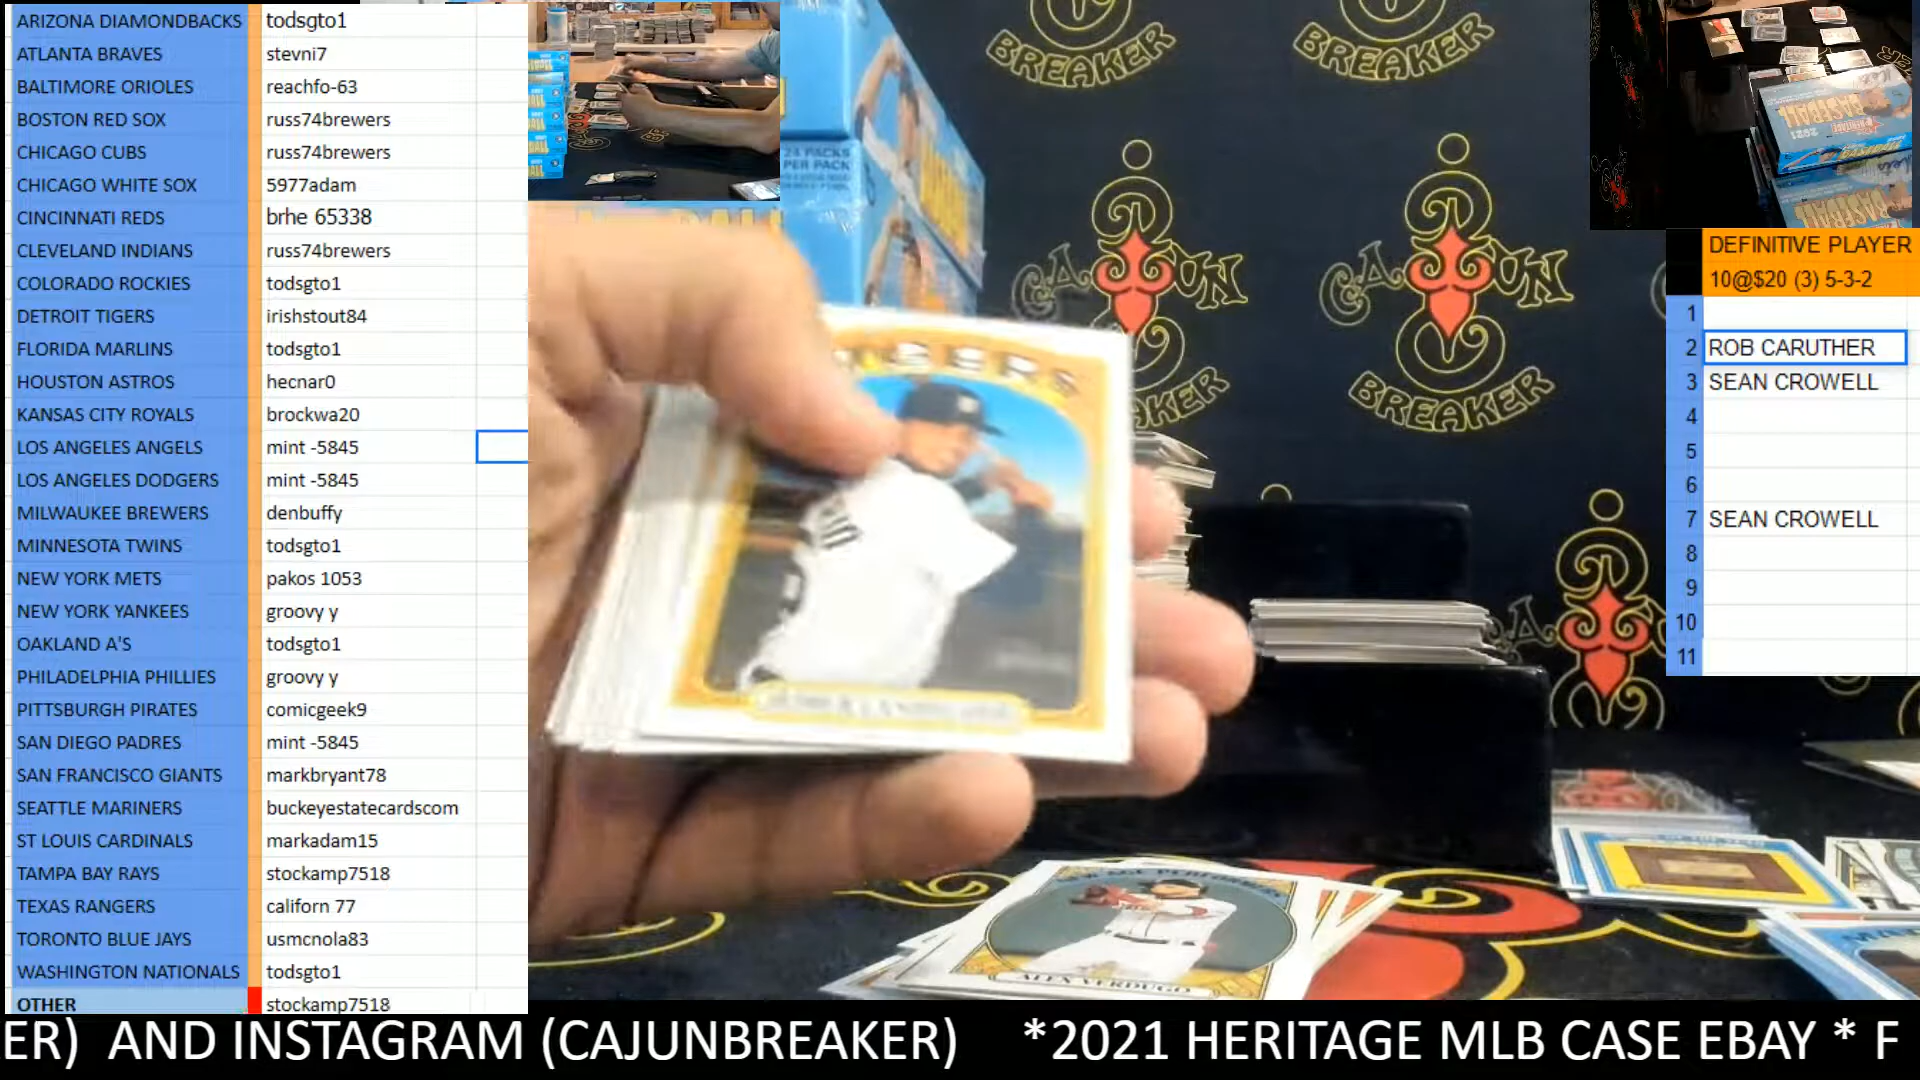 ARIZONA DIAMONDBACKS todsgto1
ATLANTA BRAVES stevni7
BALTIMORE ORIOLES reachfo-63
BOSTON RED SOX russ74brewers
CHICAGO CUBS russ74brewers
CHICAGO WHITE SOX 5977adam
CINCINNATI REDS brhe 65338
CLEVELAND INDIANS russ74brewers
COLORADO ROCKIES todsgto1
DETROIT TIGERS irishstout84
FLORIDA MARLINS todsgto1
HOUSTON ASTROS hecnar0
KANSAS CITY ROYALS brockwa20
LOS ANGELES ANGELS mint -5845
LOS ANGELES DODGERS mint -5845
MILWAUKEE BREWERS denbuffy
MINNESOTA TWINS todsgto1
NEW YORK METS pakos 1053
NEW YORK YANKEES groovy y
OAKLAND A'S todsgto1
PHILADELPHIA PHILLIES groovy y
PITTSBURGH PIRATES comicgeek9
SAN DIEGO PADRES mint -5845
SAN FRANCISCO GIANTS markbryant78
SEATTLE MARINERS buckeyestatecardscom
ST LOUIS CARDINALS markadam15
TAMPA BAY RAYS stockamp7518
TEXAS RANGERS californ 77
TORONTO BLUE JAYS usmcnola83
WASHINGTON NATIONALS todsgto1
OTHER stockamp7518
24 PACKS
PER PACK
BREAKER
BREAKER
CAJUN
BREAKER
CAJUN
BREAKER
2021
BASEBALL
DEFINITIVE PLAYER
10@$20 (3) 5-3-2
1
2 ROB CARUTHER
3 SEAN CROWELL
4
5
6
7 SEAN CROWELL
8
9
10
11
ALEX VERDUGO
ER) AND INSTAGRAM (CAJUNBREAKER) *2021 HERITAGE MLB CASE EBAY * F